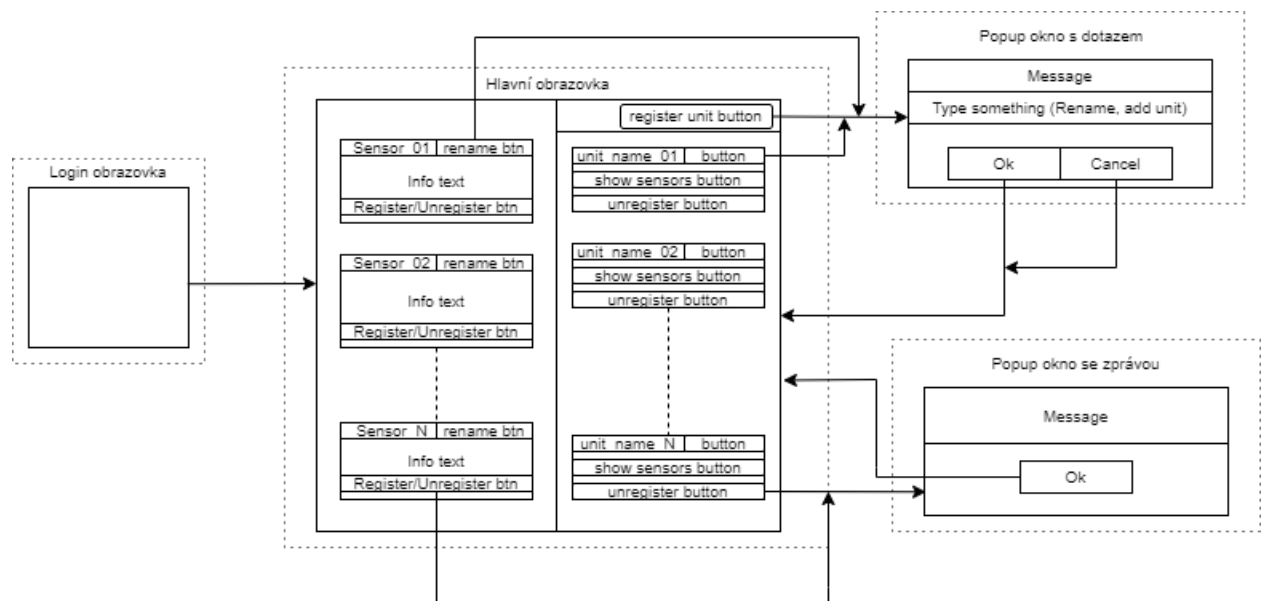 Login obrazovka
Hlavní obrazovka
Sensor_01 rename btn
Info text
Register/Unregister btn
Sensor_02 rename btn
Info text
Register/Unregister btn
Sensor_N rename btn
Info text
Register/Unregister btn
register unit button
unit_name_01 button
show sensors button
unregister button
unit_name_02 button
show sensors button
unregister button
unit_name_N button
show sensors button
unregister button
Popup okno s dotazem
Message
Type something (Rename, add unit)
Ok Cancel
Popup okno se zprávou
Message
Ok